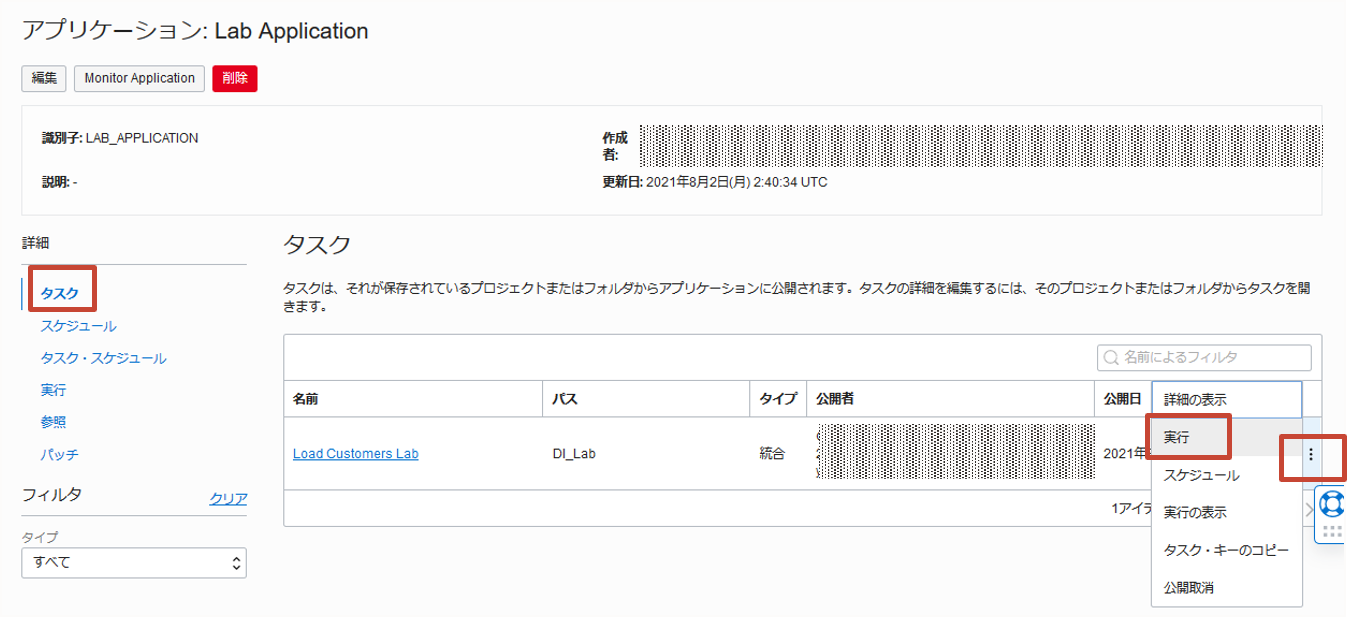 アプリケーション: Lab Application
編集 Monitor Application 削除
識別子: LAB_APPLICATION
作成者:
説明: -
更新日: 2021年8月2日(月) 2:40:34 UTC
詳細
タスク
スケジュール
タスク・スケジュール
実行
参照
パッチ
フィルタ クリア
タイプ
すべて
タスク
タスクは、それが保存されているプロジェクトまたはフォルダからアプリケーションに公開されます。タスクの詳細を編集するには、そのプロジェクトまたはフォルダからタスクを開
きます。
名前によるフィルタ
名前 パス タイプ 公開者 公開日
Load Customers Lab DI_Lab 統合 2021年
1アイテ
詳細の表示
実行
スケジュール
実行の表示
タスク・キーのコピー
公開取消